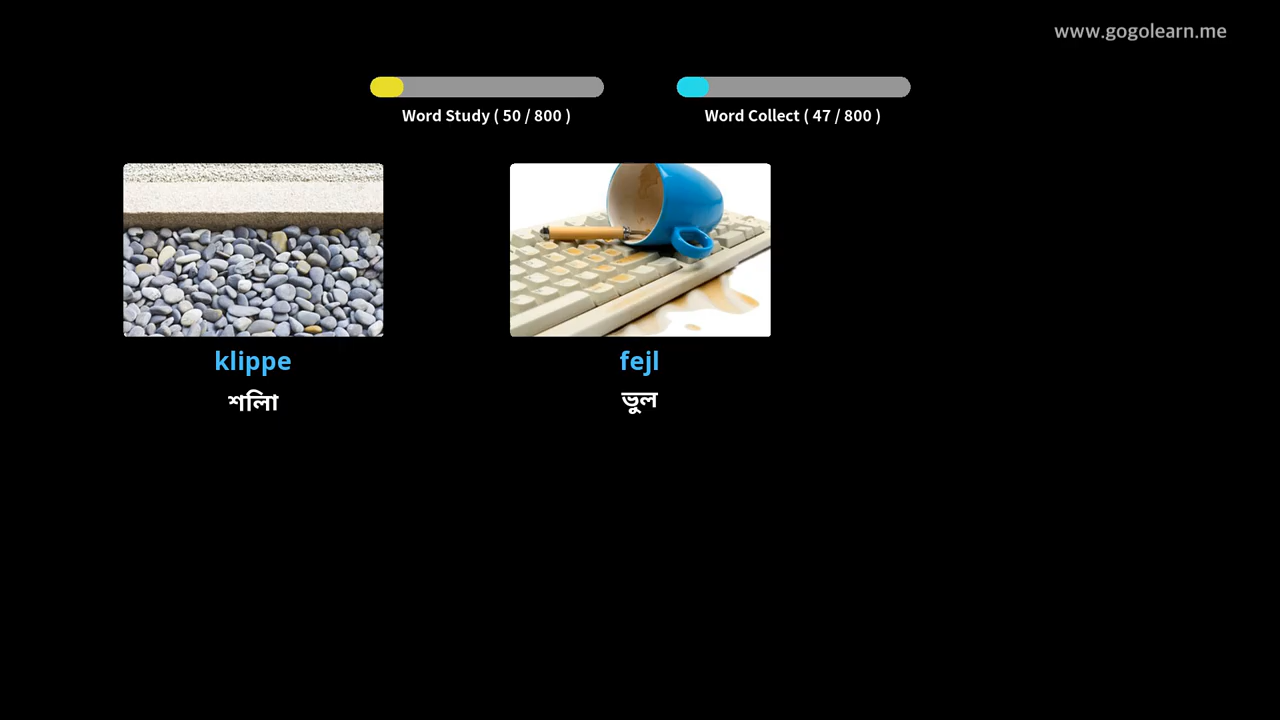 www.gogolearn.me
Word Study ( 50 / 800 )
Word Collect ( 47 / 800 )
klippe
শিলা
fejl
ভুল